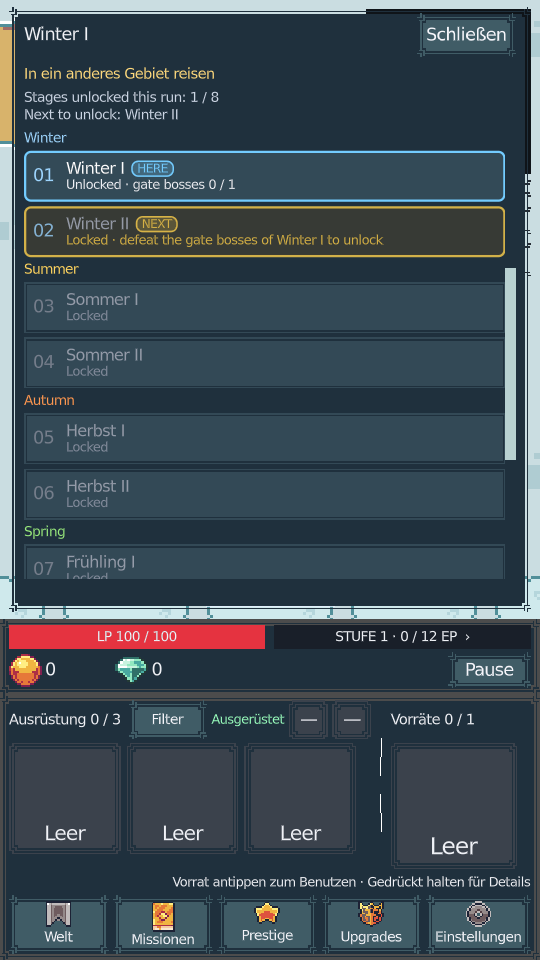 Winter I
Schließen
In ein anderes Gebiet reisen
Stages unlocked this run: 1 / 8
Next to unlock: Winter II
Winter
01 Winter I HERE
Unlocked · gate bosses 0 / 1
02 Winter II NEXT
Locked · defeat the gate bosses of Winter I to unlock
Summer
03 Sommer I
Locked
04 Sommer II
Locked
Autumn
05 Herbst I
Locked
06 Herbst II
Locked
Spring
07 Frühling I
Locked
LP 100 / 100
STUFE 1 · 0 / 12 EP ›
0
0
Pause
Ausrüstung 0 / 3
Filter
Ausgerüstet
—
—
Vorräte 0 / 1
Leer
Leer
Leer
Leer
Vorrat antippen zum Benutzen · Gedrückt halten für Details
Welt
Missionen
Prestige
Upgrades
Einstellungen